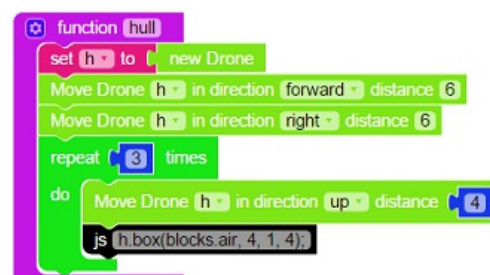 function hull
set h to new Drone
Move Drone h in direction forward distance 6
Move Drone h in direction right distance 6
repeat 3 times
do Move Drone h in direction up distance 4
js h.box(blocks.air, 4, 1, 4);